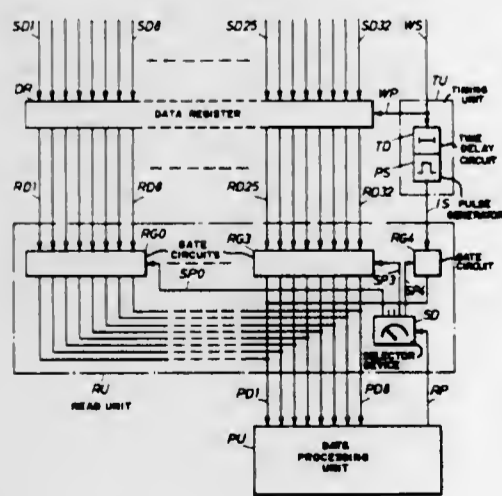 SD1 SD8 SD25 SD32 WS
DR WP TU
TIMING
UNIT
DATA REGISTER
TD TIME
DELAY
CIRCUIT
PS
RD1 RD8 RD25 RD32
PULSE
GENERATOR
IS
RG0 RG3 RG4
GATE
CIRCUITS
GATE
CIRCUIT
SP0 SP3 SP4
SD
SELECTOR
DEVICE
RU
READ UNIT
PD1 PD8 RP
PU
DATA
PROCESSING
UNIT